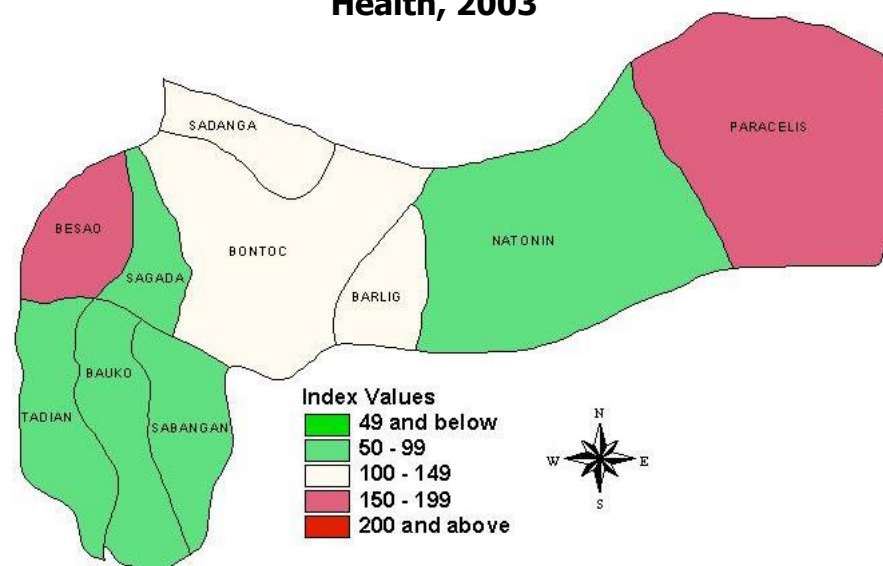 Health, 2003
SADANGA
PARACELIS
BESAO
BONTOC
NATONIN
SAGADA
BARLIG
BAUKO
TADIAN
SABANGAN
Index Values
49 and below
50 - 99
100 - 149
150 - 199
200 and above
N
W
E
S